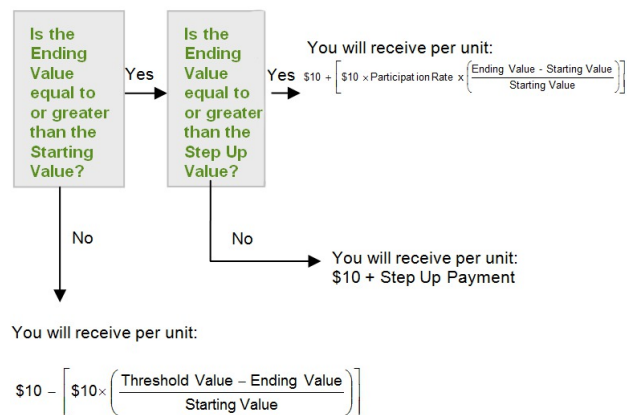 Is the
Ending
Value
equal to
or greater
than the
Starting
Value?
Yes
Is the
Ending
Value
equal to
or greater
than the
Step Up
Value?
Yes
You will receive per unit:
$10 + [ $10 × Participation Rate x ( Ending Value - Starting Value
Starting Value ) ]
No
No
You will receive per unit:
$10 + Step Up Payment
You will receive per unit:
$10 – [ $10× ( Threshold Value – Ending Value
Starting Value ) ]